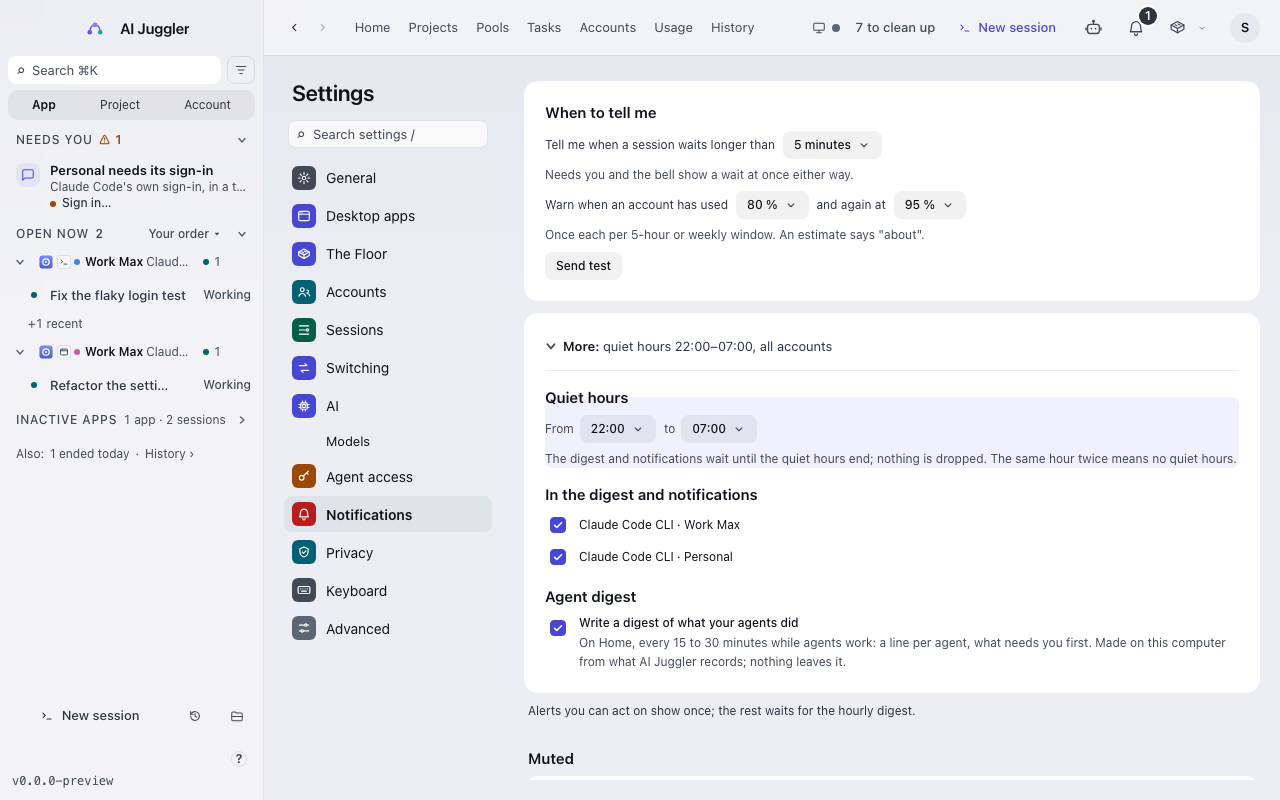 AI Juggler
Search ⌘K
App Project Account
NEEDS YOU 1
Personal needs its sign-in
Claude Code's own sign-in, in a t…
Sign in…
OPEN NOW 2 Your order
Work Max Claud… 1
Fix the flaky login test Working
+1 recent
Work Max Claud… 1
Refactor the setti… Working
INACTIVE APPS 1 app · 2 sessions
Also: 1 ended today · History ›
New session
?
v0.0.0-preview
Home Projects Pools Tasks Accounts Usage History
7 to clean up
New session
1
S
Settings
Search settings /
General
Desktop apps
The Floor
Accounts
Sessions
Switching
AI
Models
Agent access
Notifications
Privacy
Keyboard
Advanced
When to tell me
Tell me when a session waits longer than 5 minutes
Needs you and the bell show a wait at once either way.
Warn when an account has used 80 % and again at 95 %
Once each per 5-hour or weekly window. An estimate says "about".
Send test
More: quiet hours 22:00–07:00, all accounts
Quiet hours
From 22:00 to 07:00
The digest and notifications wait until the quiet hours end; nothing is dropped. The same hour twice means no quiet hours.
In the digest and notifications
Claude Code CLI · Work Max
Claude Code CLI · Personal
Agent digest
Write a digest of what your agents did
On Home, every 15 to 30 minutes while agents work: a line per agent, what needs you first. Made on this computer
from what AI Juggler records; nothing leaves it.
Alerts you can act on show once; the rest waits for the hourly digest.
Muted